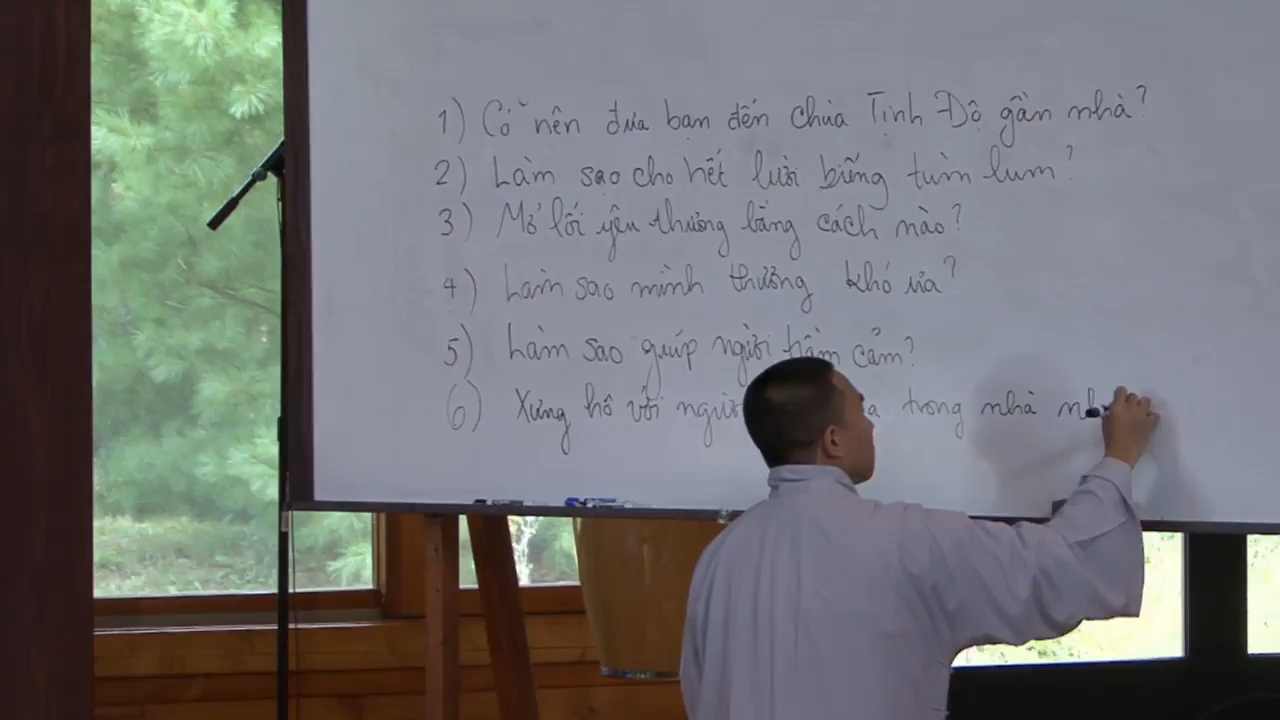 1) Có nên đưa bạn đến chùa Tịnh Độ gần nhà?
2) Làm sao cho hết lười biếng tùm lum?
3) Mở lối yêu thương bằng cách nào?
4) Làm sao mình thương khó ưa?
5) Làm sao giúp người trầm cảm?
6) Xưng hô với người trong nhà